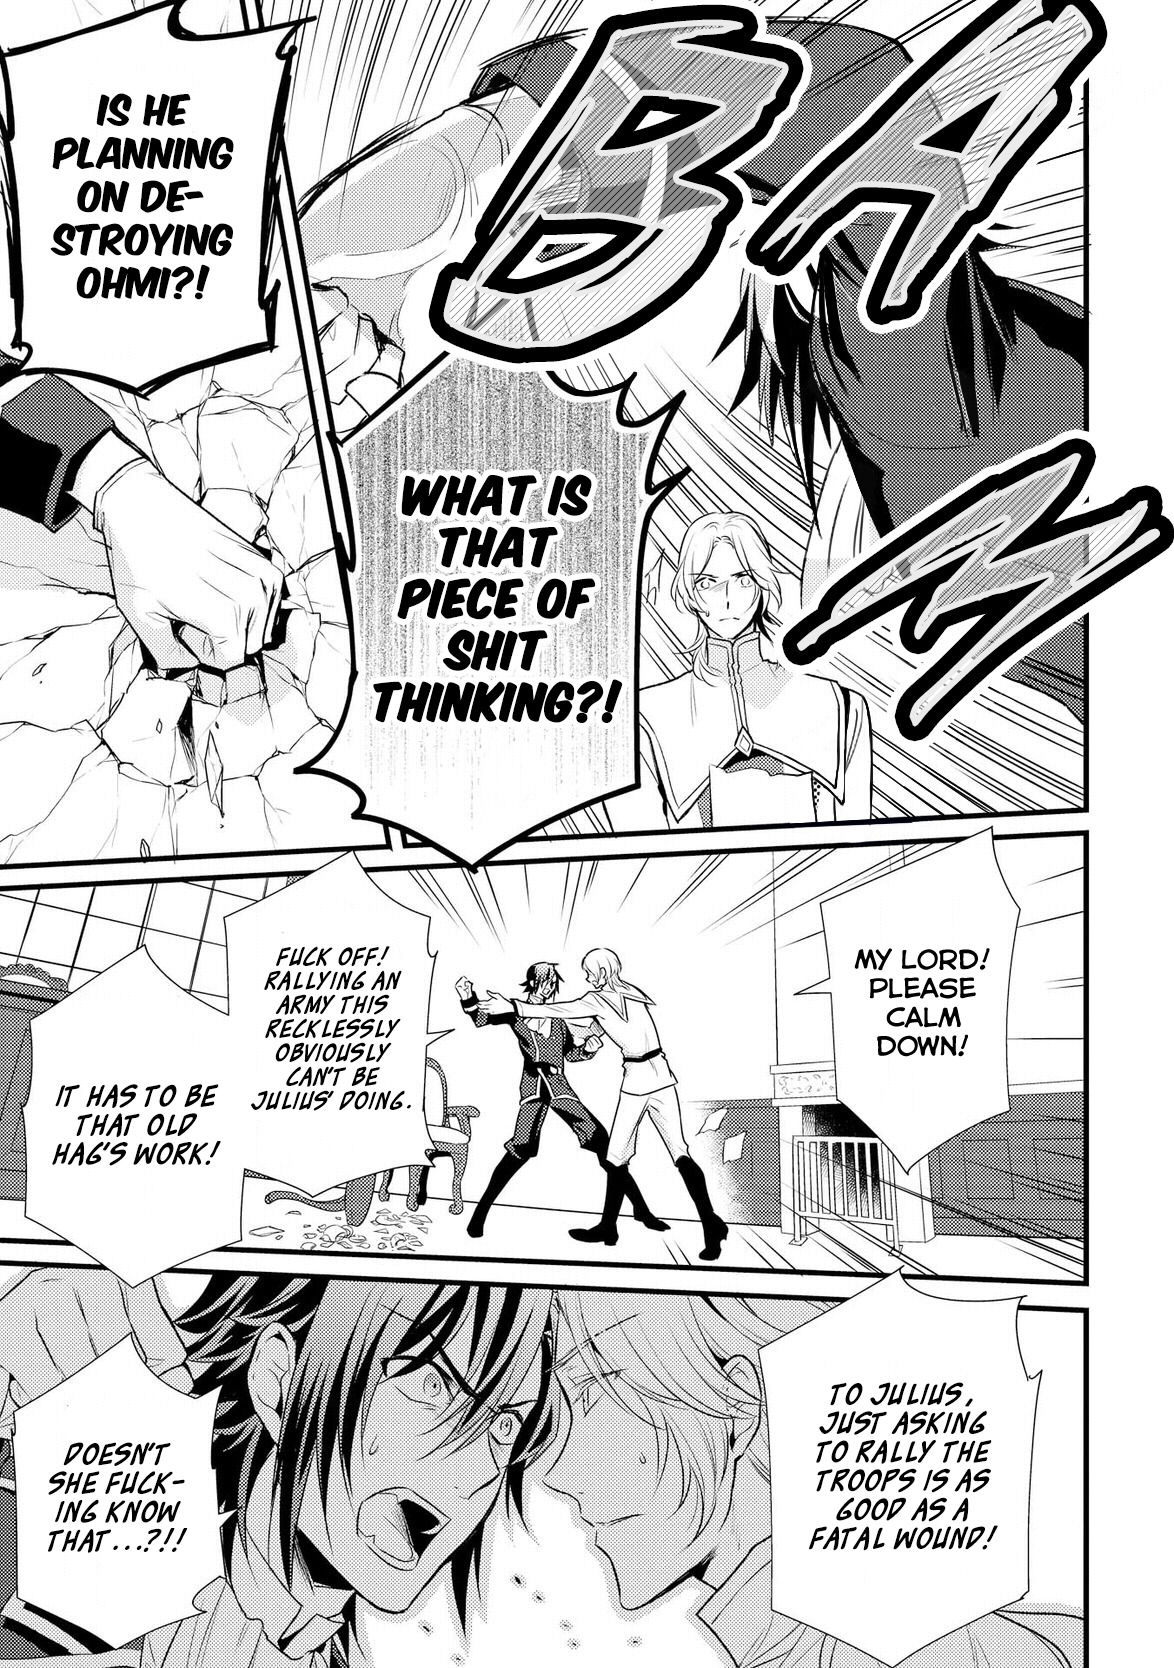 BAM
WHAT IS
THAT
PIECE OF
SHIT
THINKING?!
IS HE
PLANNING
ON DE-
STROYING
OHMI?!
MY LORD!
PLEASE
CALM
DOWN!
FUCK OFF!
RALLYING AN
ARMY THIS
RECKLESSLY
OBVIOUSLY
CAN'T BE
JULIUS' DOING.
IT HAS TO BE
THAT OLD
HAG'S WORK!
TO JULIUS,
JUST ASKING
TO RALLY THE
TROOPS IS AS
GOOD AS A
FATAL WOUND!
DOESN'T
SHE FUCK-
ING KNOW
THAT...?!!